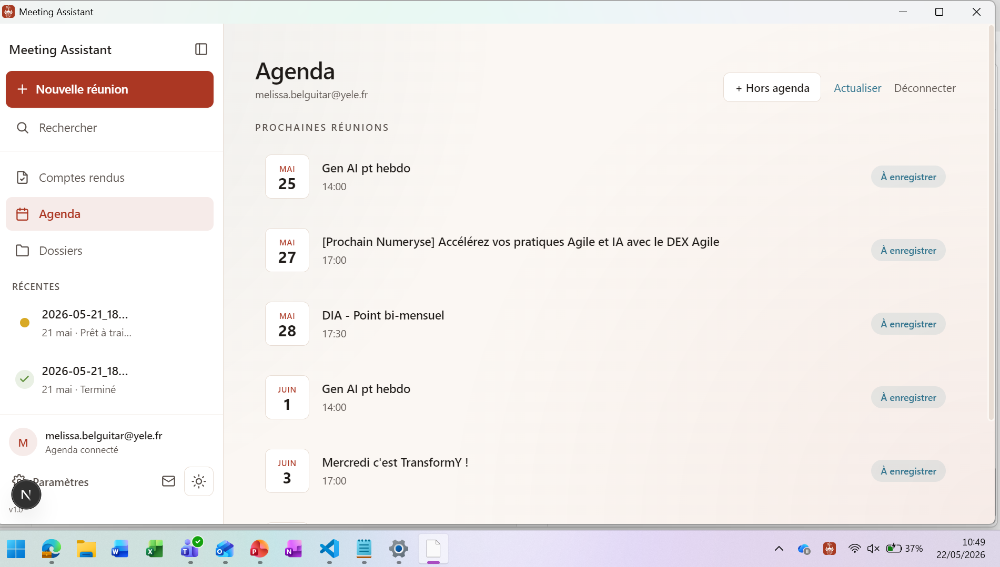 Meeting Assistant
Meeting Assistant
+ Nouvelle réunion
Rechercher
Comptes rendus
Agenda
Dossiers
RÉCENTES
2026-05-21_18...
21 mai · Prêt à trai...
2026-05-21_18...
21 mai · Terminé
M
melissa.belguitar@yele.fr
Agenda connecté
Paramètres
N
v1.0
Agenda
melissa.belguitar@yele.fr
+ Hors agenda
Actualiser
Déconnecter
PROCHAINES RÉUNIONS
MAI
25
Gen AI pt hebdo
14:00
À enregistrer
MAI
27
[Prochain Numeryse] Accélérez vos pratiques Agile et IA avec le DEX Agile
17:00
À enregistrer
MAI
28
DIA - Point bi-mensuel
17:30
À enregistrer
JUIN
1
Gen AI pt hebdo
14:00
À enregistrer
JUIN
3
Mercredi c'est TransformY !
17:00
À enregistrer
37%
10:49
22/05/2026